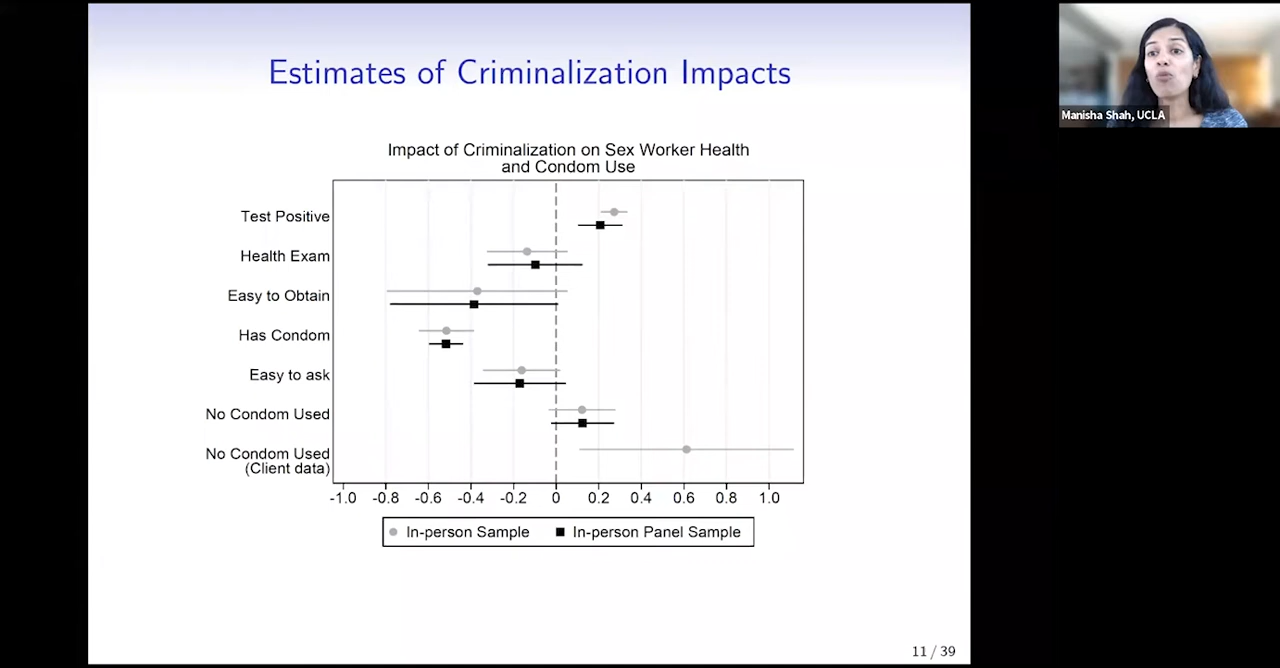 Estimates of Criminalization Impacts
Manisha Shah, UCLA
Impact of Criminalization on Sex Worker Health
and Condom Use
Test Positive
Health Exam
Easy to Obtain
Has Condom
Easy to ask
No Condom Used
No Condom Used
(Client data)
-1.0 -0.8 -0.6 -0.4 -0.2 0 0.2 0.4 0.6 0.8 1.0
In-person Sample In-person Panel Sample
11 / 39